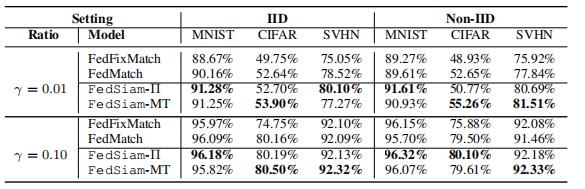 Setting IID Non-IID
Ratio Model MNIST CIFAR SVHN MNIST CIFAR SVHN
FedFixMatch 88.67% 49.75% 75.05% 89.27% 48.93% 75.92%
FedMatch 90.16% 52.64% 78.52% 89.61% 52.65% 77.84%
γ = 0.01 FedSiam-Π 91.28% 52.70% 80.10% 91.61% 50.77% 80.69%
FedSiam-MT 91.25% 53.90% 77.27% 90.93% 55.26% 81.51%
FedFixMatch 95.97% 74.75% 92.10% 96.15% 75.88% 92.08%
FedMatch 96.09% 80.16% 92.09% 95.70% 79.50% 91.46%
γ = 0.10 FedSiam-Π 96.18% 80.19% 92.13% 96.32% 80.10% 92.18%
FedSiam-MT 95.82% 80.50% 92.32% 96.07% 79.61% 92.33%